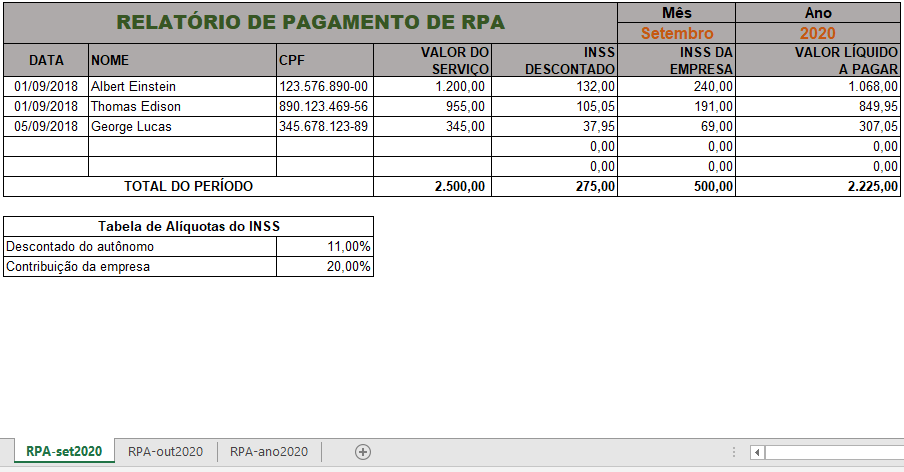 RELATÓRIO DE PAGAMENTO DE RPA Mês Ano
Setembro 2020
DATA NOME CPF VALOR DO SERVIÇO INSS DESCONTADO INSS DA EMPRESA VALOR LÍQUIDO A PAGAR
01/09/2018 Albert Einstein 123.576.890-00 1.200,00 132,00 240,00 1.068,00
01/09/2018 Thomas Edison 890.123.469-56 955,00 105,05 191,00 849,95
05/09/2018 George Lucas 345.678.123-89 345,00 37,95 69,00 307,05
0,00 0,00 0,00
0,00 0,00 0,00
TOTAL DO PERÍODO 2.500,00 275,00 500,00 2.225,00
Tabela de Alíquotas do INSS
Descontado do autônomo 11,00%
Contribuição da empresa 20,00%
RPA-set2020 RPA-out2020 RPA-ano2020